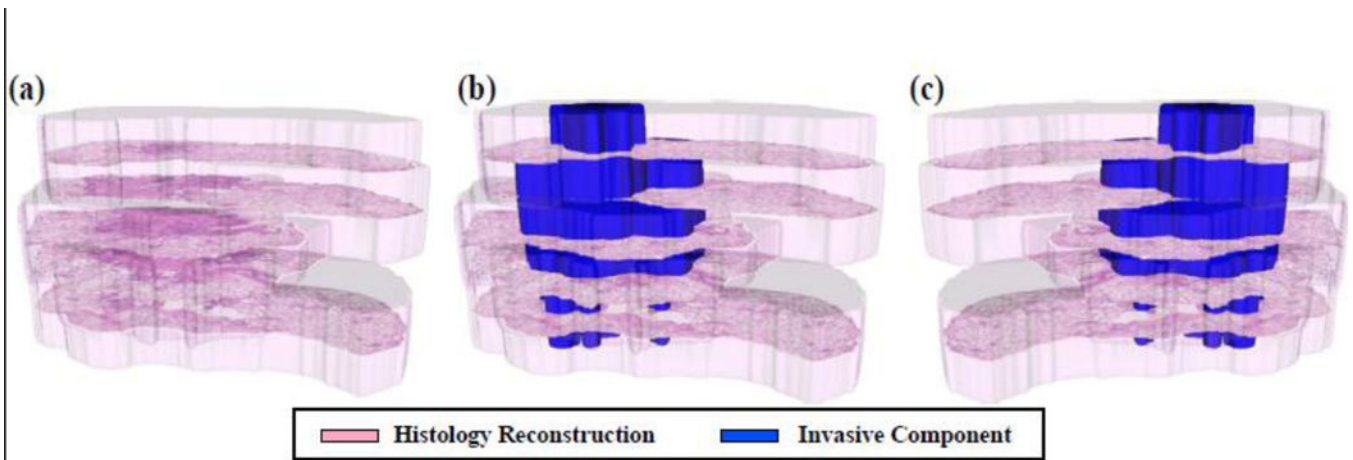 (a)
(b)
(c)
Histology Reconstruction
Invasive Component